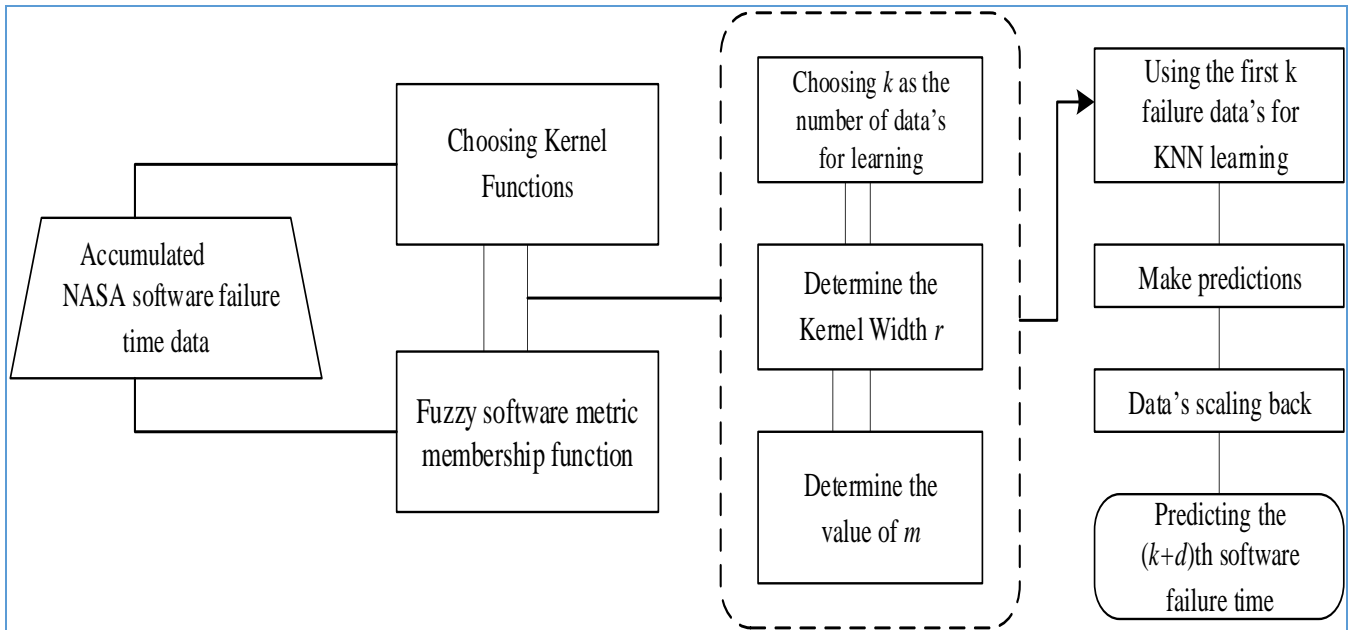 Accumulated
NASA software failure
time data
Choosing Kernel
Functions
Fuzzy software metric
membership function
Choosing k as the
number of data's
for learning
Determine the
Kernel Width r
Determine the
value of m
Using the first k
failure data's for
KNN learning
Make predictions
Data's scaling back
Predicting the
(k+d)th software
failure time